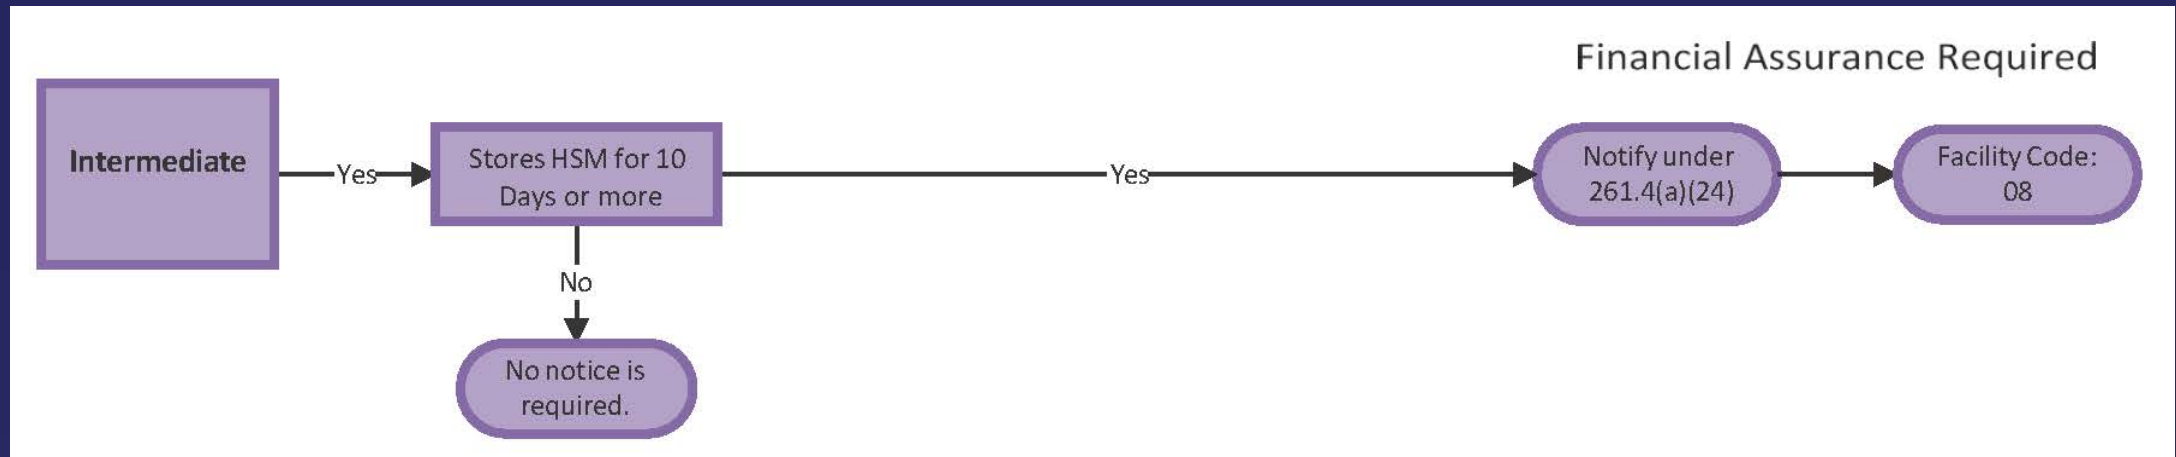 Financial Assurance Required
Intermediate
Yes
Stores HSM for 10
Days or more
Yes
Notify under
261.4(a)(24)
Facility Code:
08
No
No notice is
required.